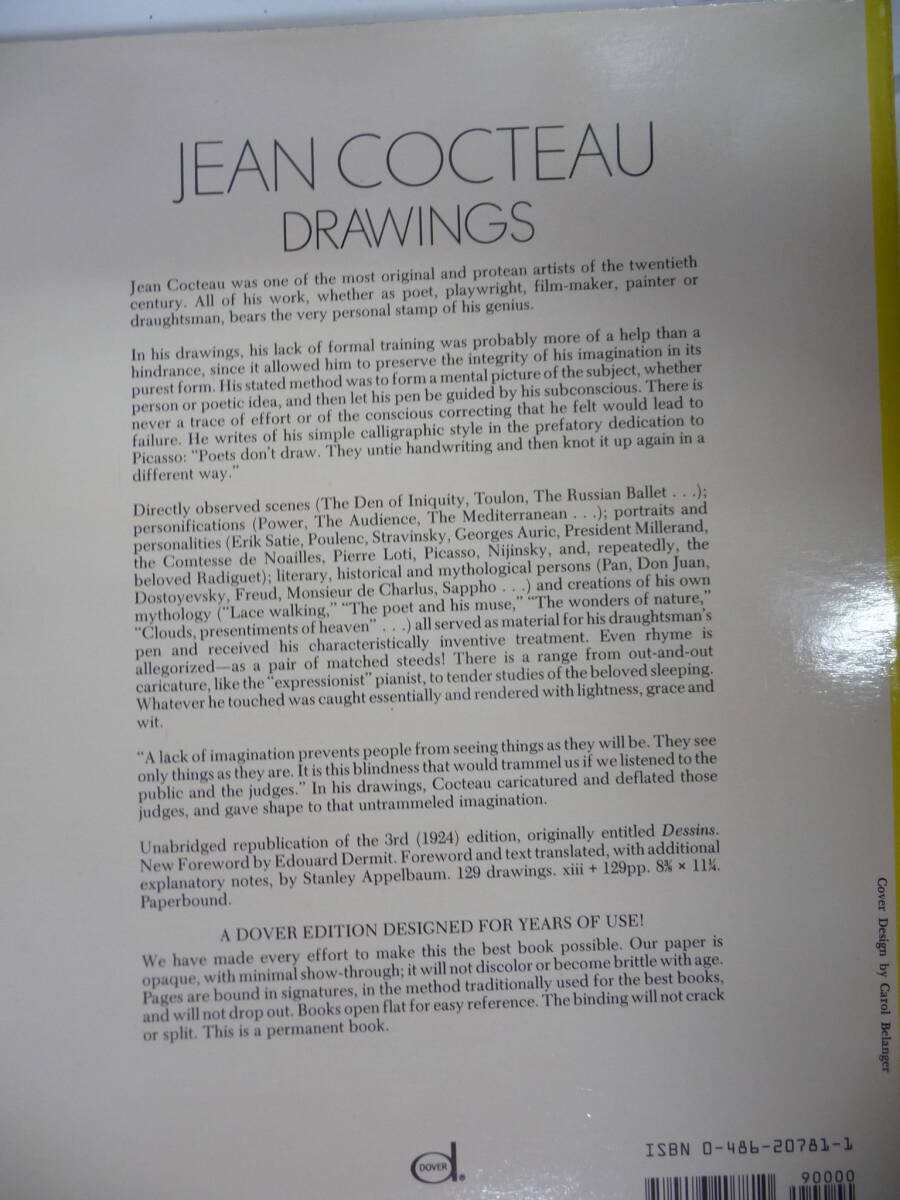 JEAN COCTEAU
DRAWINGS
Jean Cocteau was one of the most original and protean artists of the twentieth
century. All of his work, whether as poet, playwright, film-maker, painter or
draughtsman, bears the very personal stamp of his genius.
In his drawings, his lack of formal training was probably more of a help than a
hindrance, since it allowed him to preserve the integrity of his imagination in its
purest form. His stated method was to form a mental picture of the subject, whether
person or poetic idea, and then let his pen be guided by his subconscious. There is
never a trace of effort or of the conscious correcting that he felt would lead to
failure. He writes of his simple calligraphic style in the prefatory dedication to
Picasso: “Poets don’t draw. They untie handwriting and then knot it up again in a
different way.”
Directly observed scenes (The Den of Iniquity, Toulon, The Russian Ballet . . .);
personifications (Power, The Audience, The Mediterranean . . .); portraits and
personalities (Erik Satie, Poulenc, Stravinsky, Georges Auric, President Millerand,
the Comtesse de Noailles, Pierre Loti, Picasso, Nijinsky, and, repeatedly, the
beloved Radiguet); literary, historical and mythological persons (Pan, Don Juan,
Dostoyevsky, Freud, Monsieur de Charlus, Sappho . . .) and creations of his own
mythology (“Lace walking,” “The poet and his muse,” “The wonders of nature,”
“Clouds, presentiments of heaven” . . .) all served as material for his draughtsman’s
pen and received his characteristically inventive treatment. Even rhyme is
allegorized—as a pair of matched steeds! There is a range from out-and-out
caricature, like the “expressionist” pianist, to tender studies of the beloved sleeping.
Whatever he touched was caught essentially and rendered with lightness, grace and
wit.
“A lack of imagination prevents people from seeing things as they will be. They see
only things as they are. It is this blindness that would trammel us if we listened to the
public and the judges.” In his drawings, Cocteau caricatured and deflated those
judges, and gave shape to that untrammeled imagination.
Unabridged republication of the 3rd (1924) edition, originally entitled Dessins.
New Foreword by Edouard Dermit. Foreword and text translated, with additional
explanatory notes, by Stanley Appelbaum. 129 drawings. xiii + 129pp. 8⅜ × 11¼.
Paperbound.
A DOVER EDITION DESIGNED FOR YEARS OF USE!
We have made every effort to make this the best book possible. Our paper is
opaque, with minimal show-through; it will not discolor or become brittle with age.
Pages are bound in signatures, in the method traditionally used for the best books,
and will not drop out. Books open flat for easy reference. The binding will not crack
or split. This is a permanent book.
Cover Design by Carol Belanger
DOVER
ISBN 0-486-20781-1
90000